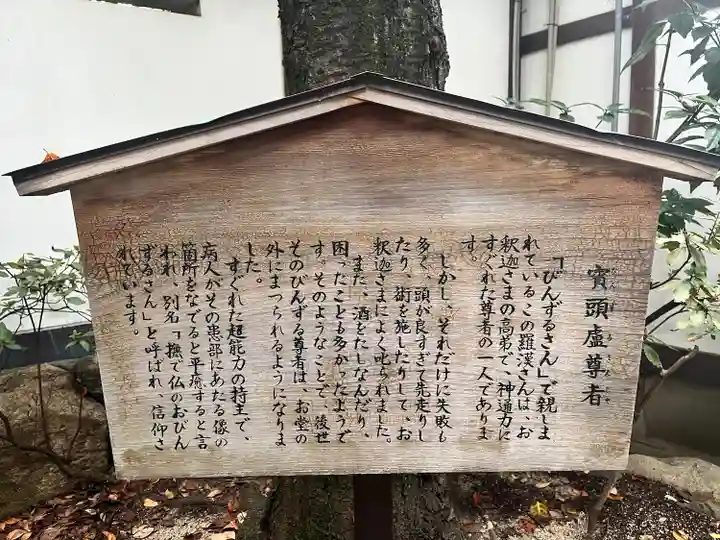 賓頭盧尊者
「びんずるさん」で親しま
れているこの羅漢さんは、お
釈迦さまの高弟で、神通力に
すぐれた尊者の一人でありま
す。
しかし、それだけに失敗も
多く、頭が良すぎて先走りし
たり、術を施したりして、お
釈迦さまによく叱られました。
また、酒をたしなんだり、
困ったことも多かったようで
す。そのようなことで、後世
そのびんずる尊者は、お堂の
外にまつられるようになりま
した。
すぐれた超能力の持主で、
病人がその患部にあたる像の
箇所をなでると平癒すると言
われ、別名「撫で仏のおびん
ずるさん」と呼ばれ、信仰さ
れています。